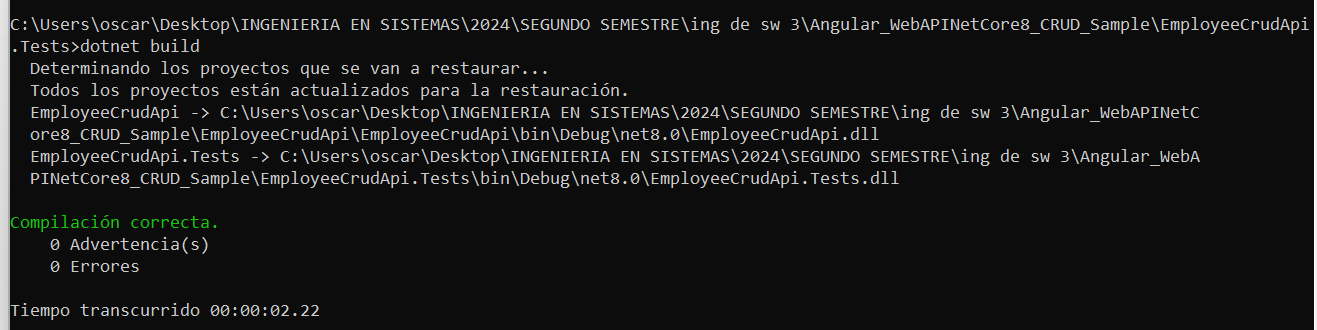 C:\Users\oscar\Desktop\INGENIERIA EN SISTEMAS\2024\SEGUNDO SEMESTRE\ing de sw 3\Angular_WebAPINetCore8_CRUD_Sample\EmployeeCrudApi
.Tests>dotnet build
  Determinando los proyectos que se van a restaurar...
  Todos los proyectos están actualizados para la restauración.
  EmployeeCrudApi -> C:\Users\oscar\Desktop\INGENIERIA EN SISTEMAS\2024\SEGUNDO SEMESTRE\ing de sw 3\Angular_WebAPINetC
  ore8_CRUD_Sample\EmployeeCrudApi\EmployeeCrudApi\bin\Debug\net8.0\EmployeeCrudApi.dll
  EmployeeCrudApi.Tests -> C:\Users\oscar\Desktop\INGENIERIA EN SISTEMAS\2024\SEGUNDO SEMESTRE\ing de sw 3\Angular_WebA
  PINetCore8_CRUD_Sample\EmployeeCrudApi.Tests\bin\Debug\net8.0\EmployeeCrudApi.Tests.dll

Compilación correcta.
    0 Advertencia(s)
    0 Errores

Tiempo transcurrido 00:00:02.22